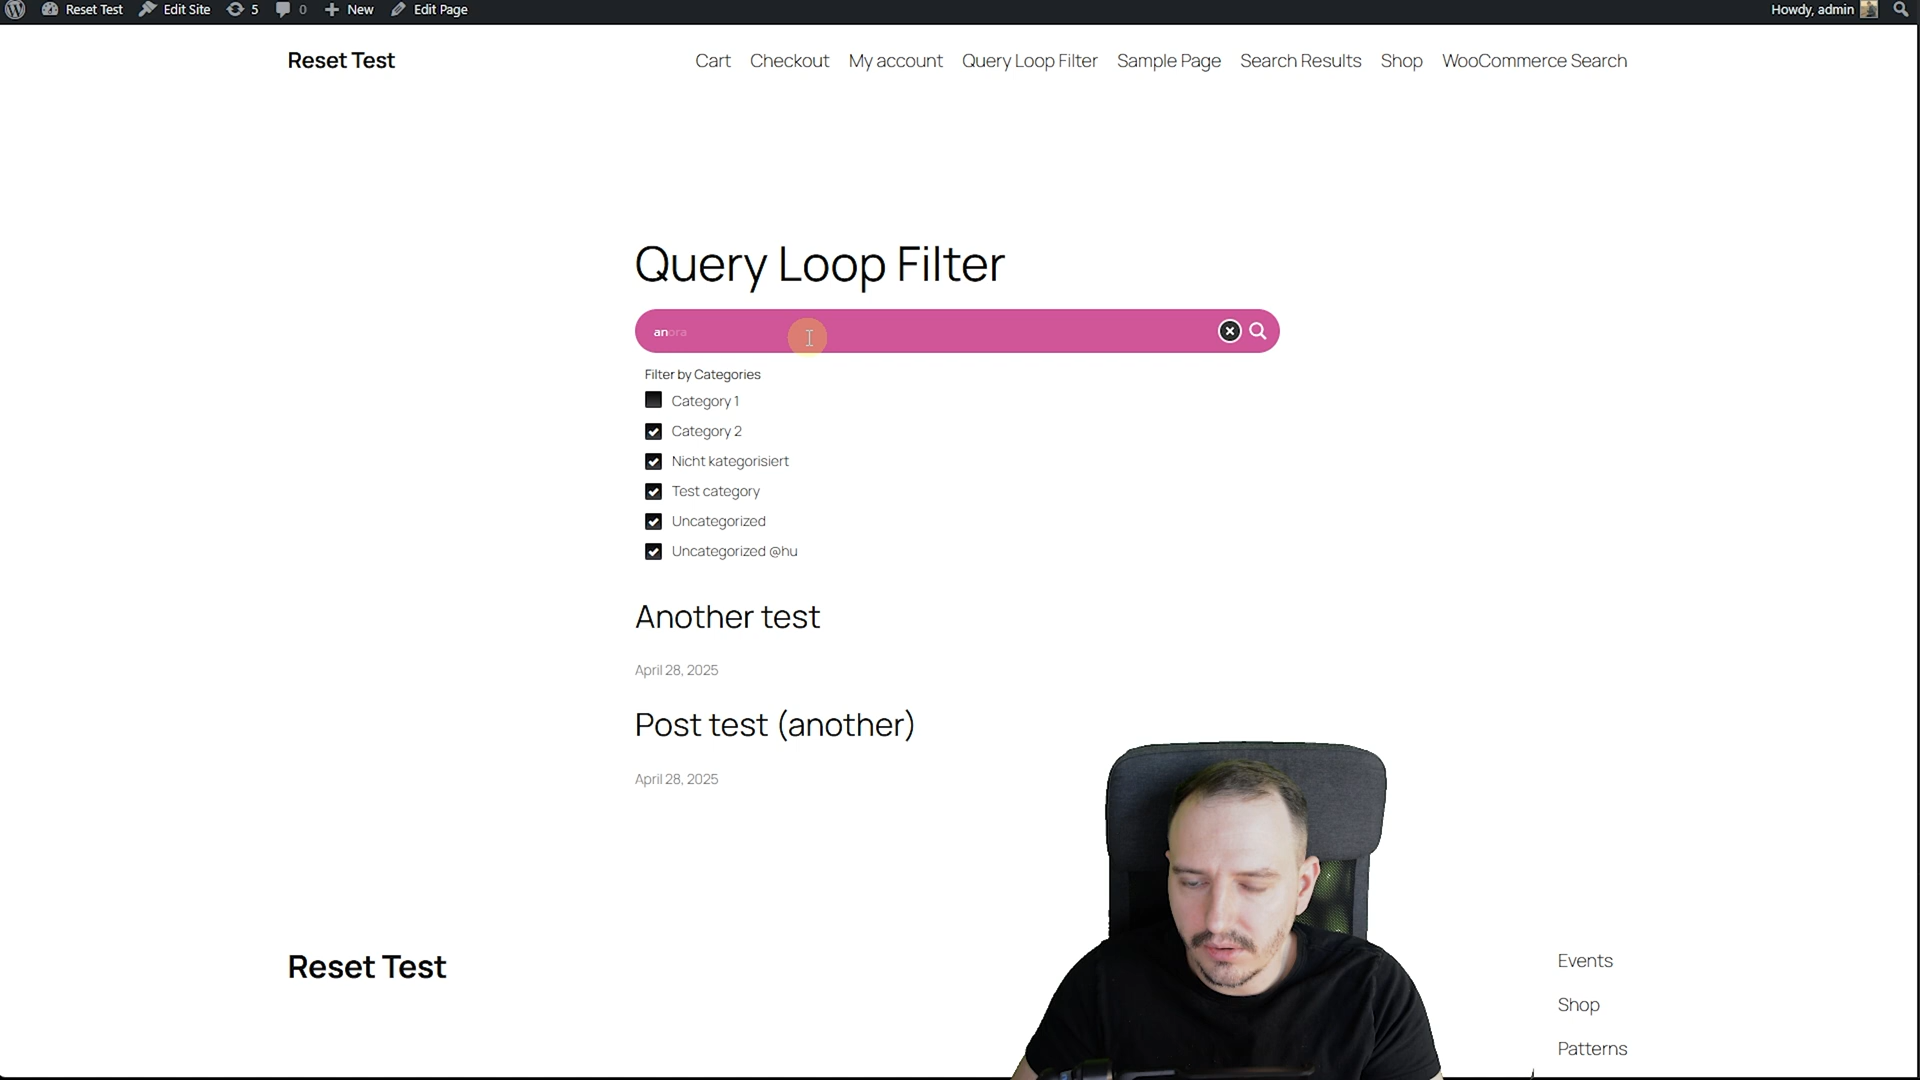 Reset Test
Edit Site
5
0
New
Edit Page
Howdy, admin
Reset Test
Cart
Checkout
My account
Query Loop Filter
Sample Page
Search Results
Shop
WooCommerce Search
Query Loop Filter
anora
Filter by Categories
Category 1
Category 2
Nicht kategorisiert
Test category
Uncategorized
Uncategorized @hu
Another test
April 28, 2025
Post test (another)
April 28, 2025
Reset Test
Events
Shop
Patterns